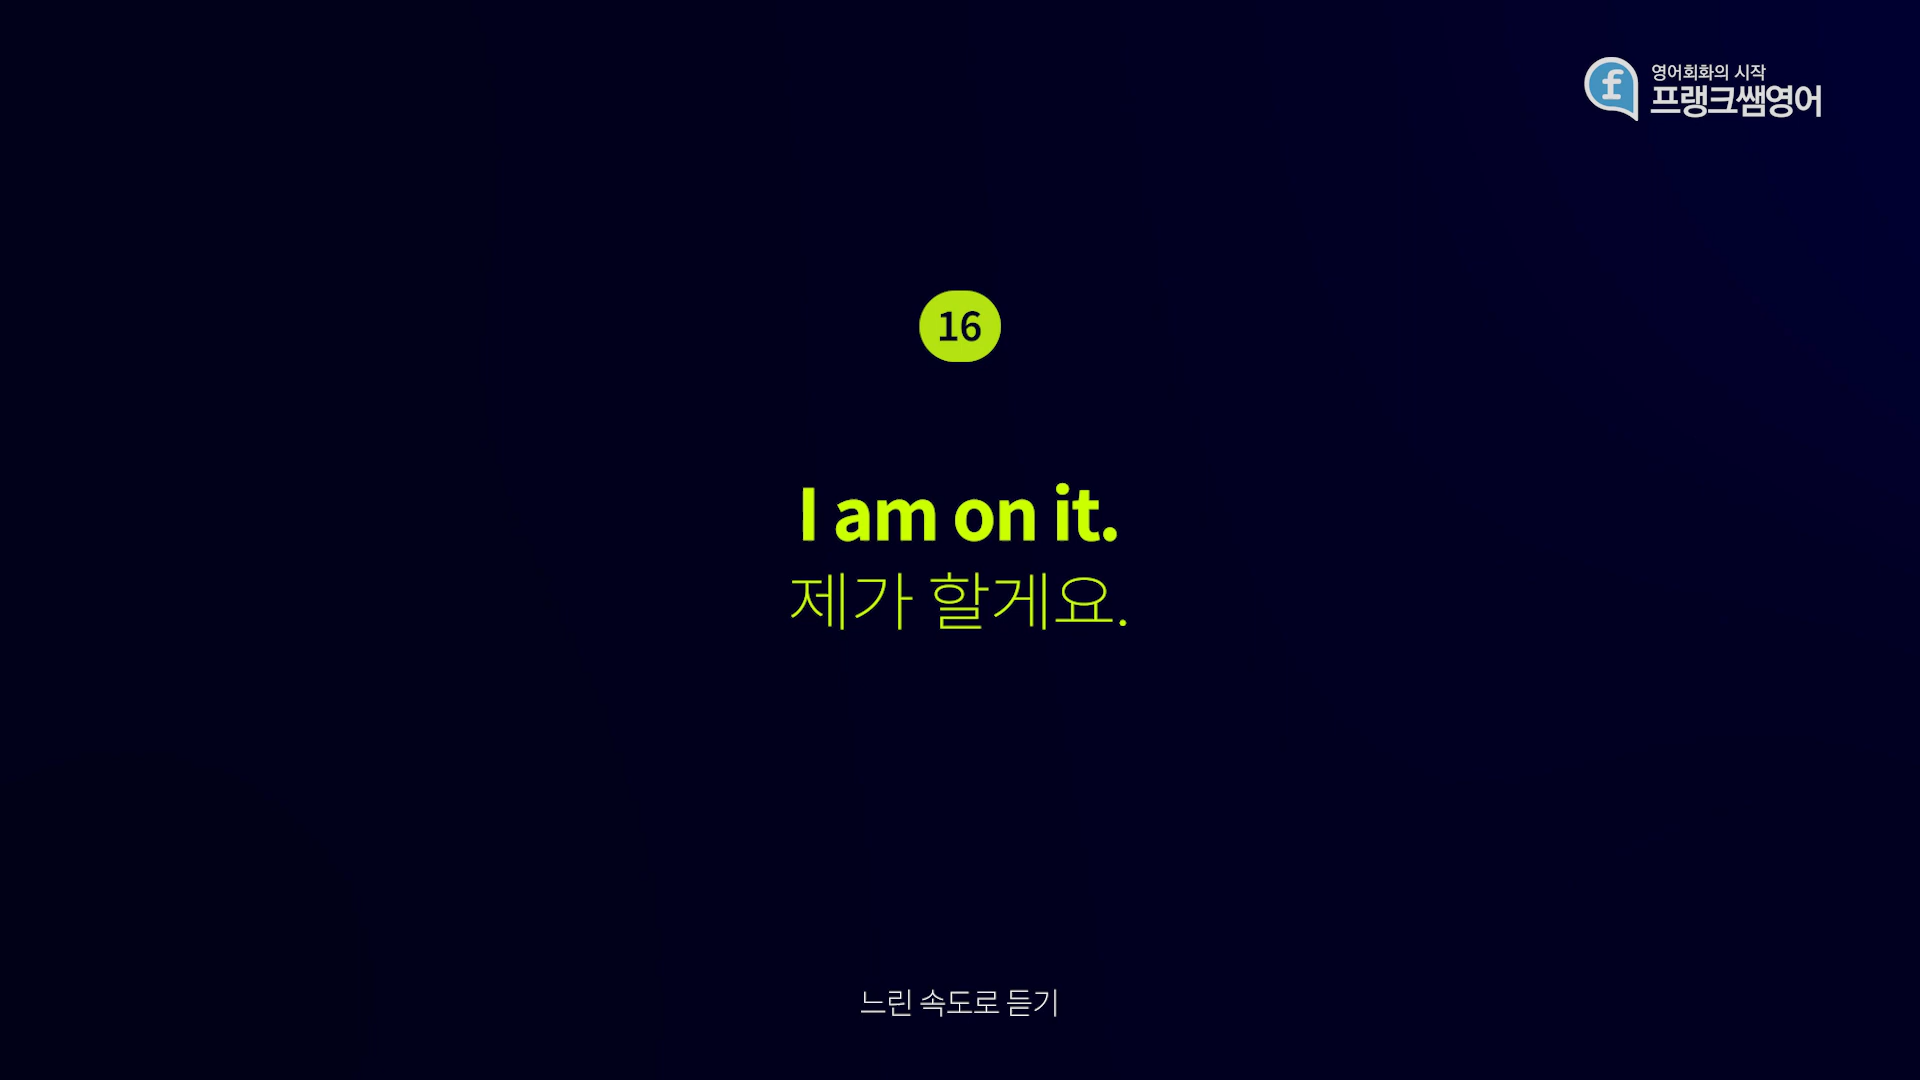 영어회화의 시작
프랭크쌤영어
16
I am on it.
제가 할게요.
느린 속도로 듣기